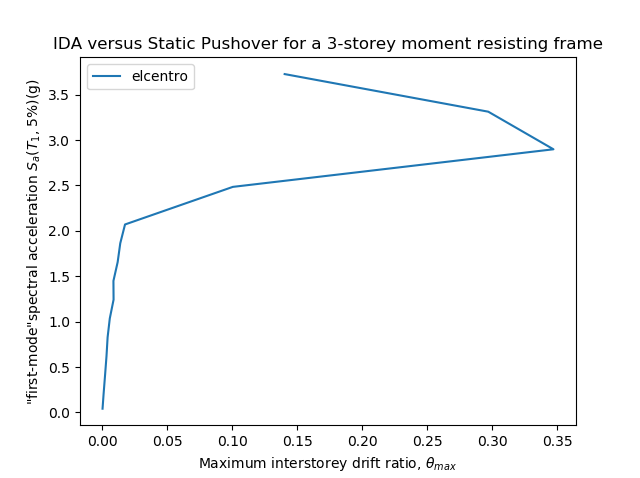 IDA versus Static Pushover for a 3-storey moment resisting frame
elcentro
"first-mode"spectral acceleration $S_a(T_1$, 5%)(g)
3.5
3.0
2.5
2.0
1.5
1.0
0.5
0.0
0.00 0.05 0.10 0.15 0.20 0.25 0.30 0.35
Maximum interstorey drift ratio, $θ_{max}$